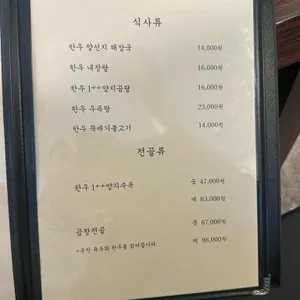 식사류
한우 양선지 해장국 14,000원
한우 내장탕 16,000원
한우 1++양지곰탕 16,000원
한우 우족탕 23,000원
한우 뚝배기불고기 14,000원
전골류
한우 1++양지수육 중 47,000원
대 63,000원
곱창전골 중 67,000원
대 98,000원